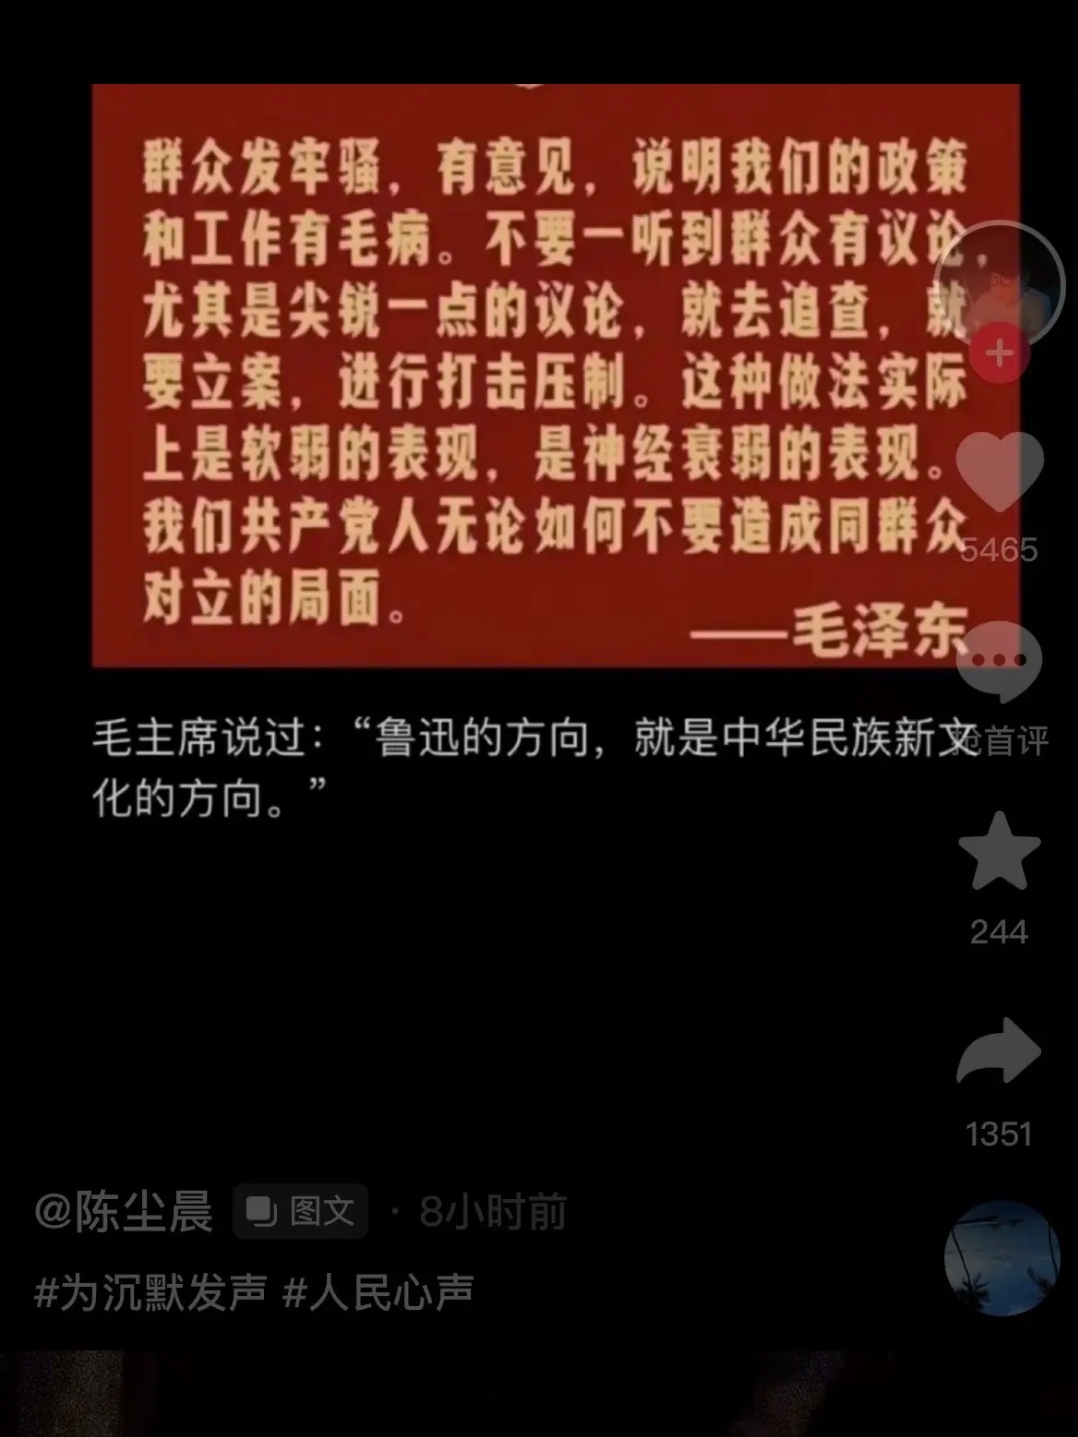 群众发牢骚，有意见，说明我们的政策
和工作有毛病。不要一听到群众有议论，
尤其是尖锐一点的议论，就去追查，就
要立案，进行打击压制。这种做法实际
上是软弱的表现，是神经衰弱的表现。
我们共产党人无论如何不要造成同群众
对立的局面。
——毛泽东
5465
毛主席说过：“鲁迅的方向，就是中华民族新文
化的方向。”
抢首评
244
1351
@陈尘晨 图文 · 8小时前
#为沉默发声 #人民心声